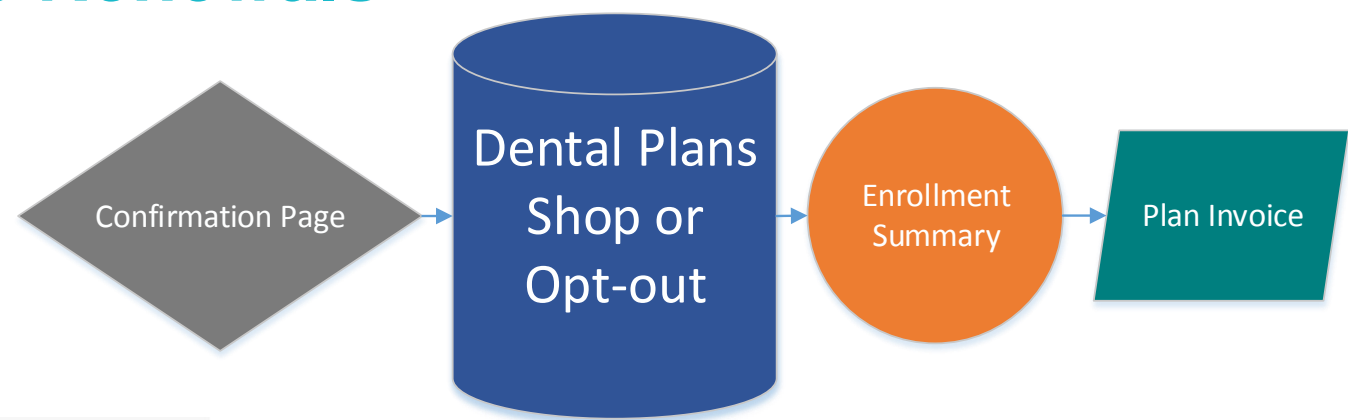 Confirmation Page
Dental Plans
Shop or
Opt-out
Enrollment
Summary
Plan Invoice